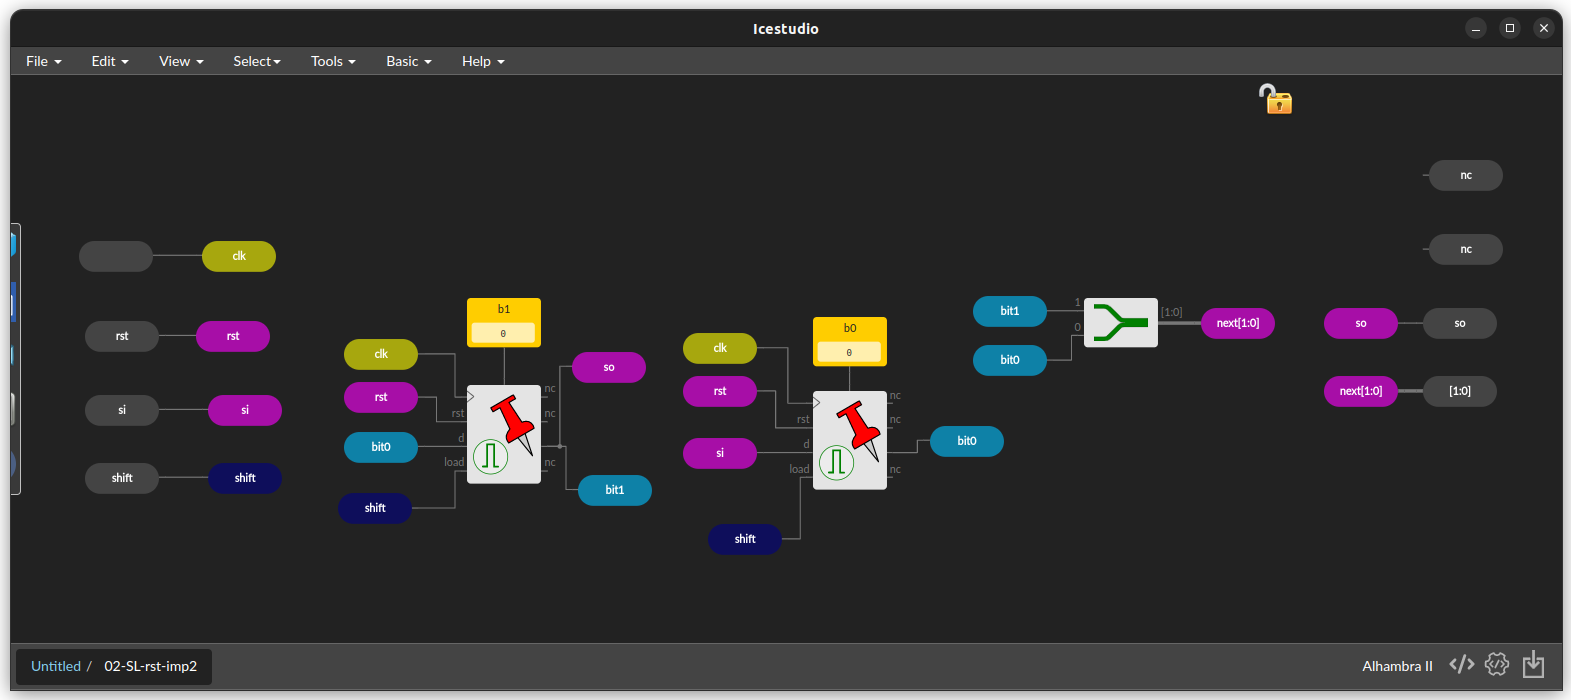 Icestudio
File Edit View Select Tools Basic Help
nc
nc
clk
rst rst
si si
shift shift
b1
0
clk
rst
bit0
shift
rst
d
load
nc
nc
nc
so
bit1
b0
0
clk
rst
si
shift
rst
d
load
nc
nc
nc
bit0
bit1
bit0
1
0
[1:0]
next[1:0]
so so
next[1:0] [1:0]
Untitled / 02-SL-rst-imp2
Alhambra II